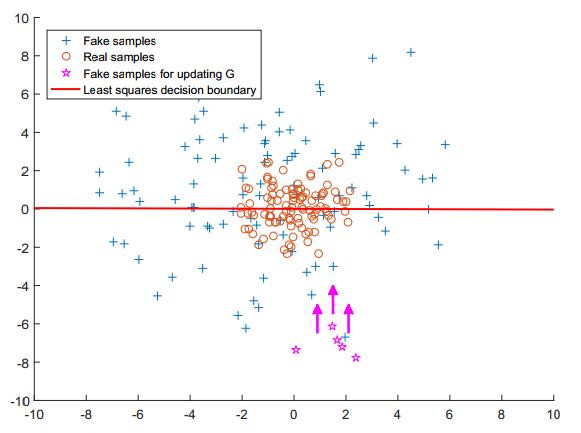 10
8
6
4
2
0
-2
-4
-6
-8
-10
Fake samples
Real samples
Fake samples for updating G
Least squares decision boundary
-10 -8 -6 -4 -2 0 2 4 6 8 10